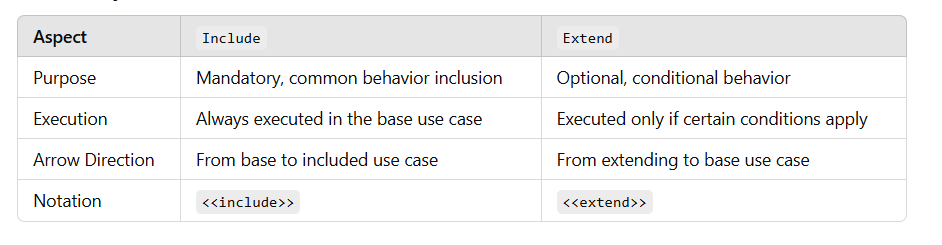 Aspect Include Extend
Purpose Mandatory, common behavior inclusion Optional, conditional behavior
Execution Always executed in the base use case Executed only if certain conditions apply
Arrow Direction From base to included use case From extending to base use case
Notation <<include>> <<extend>>